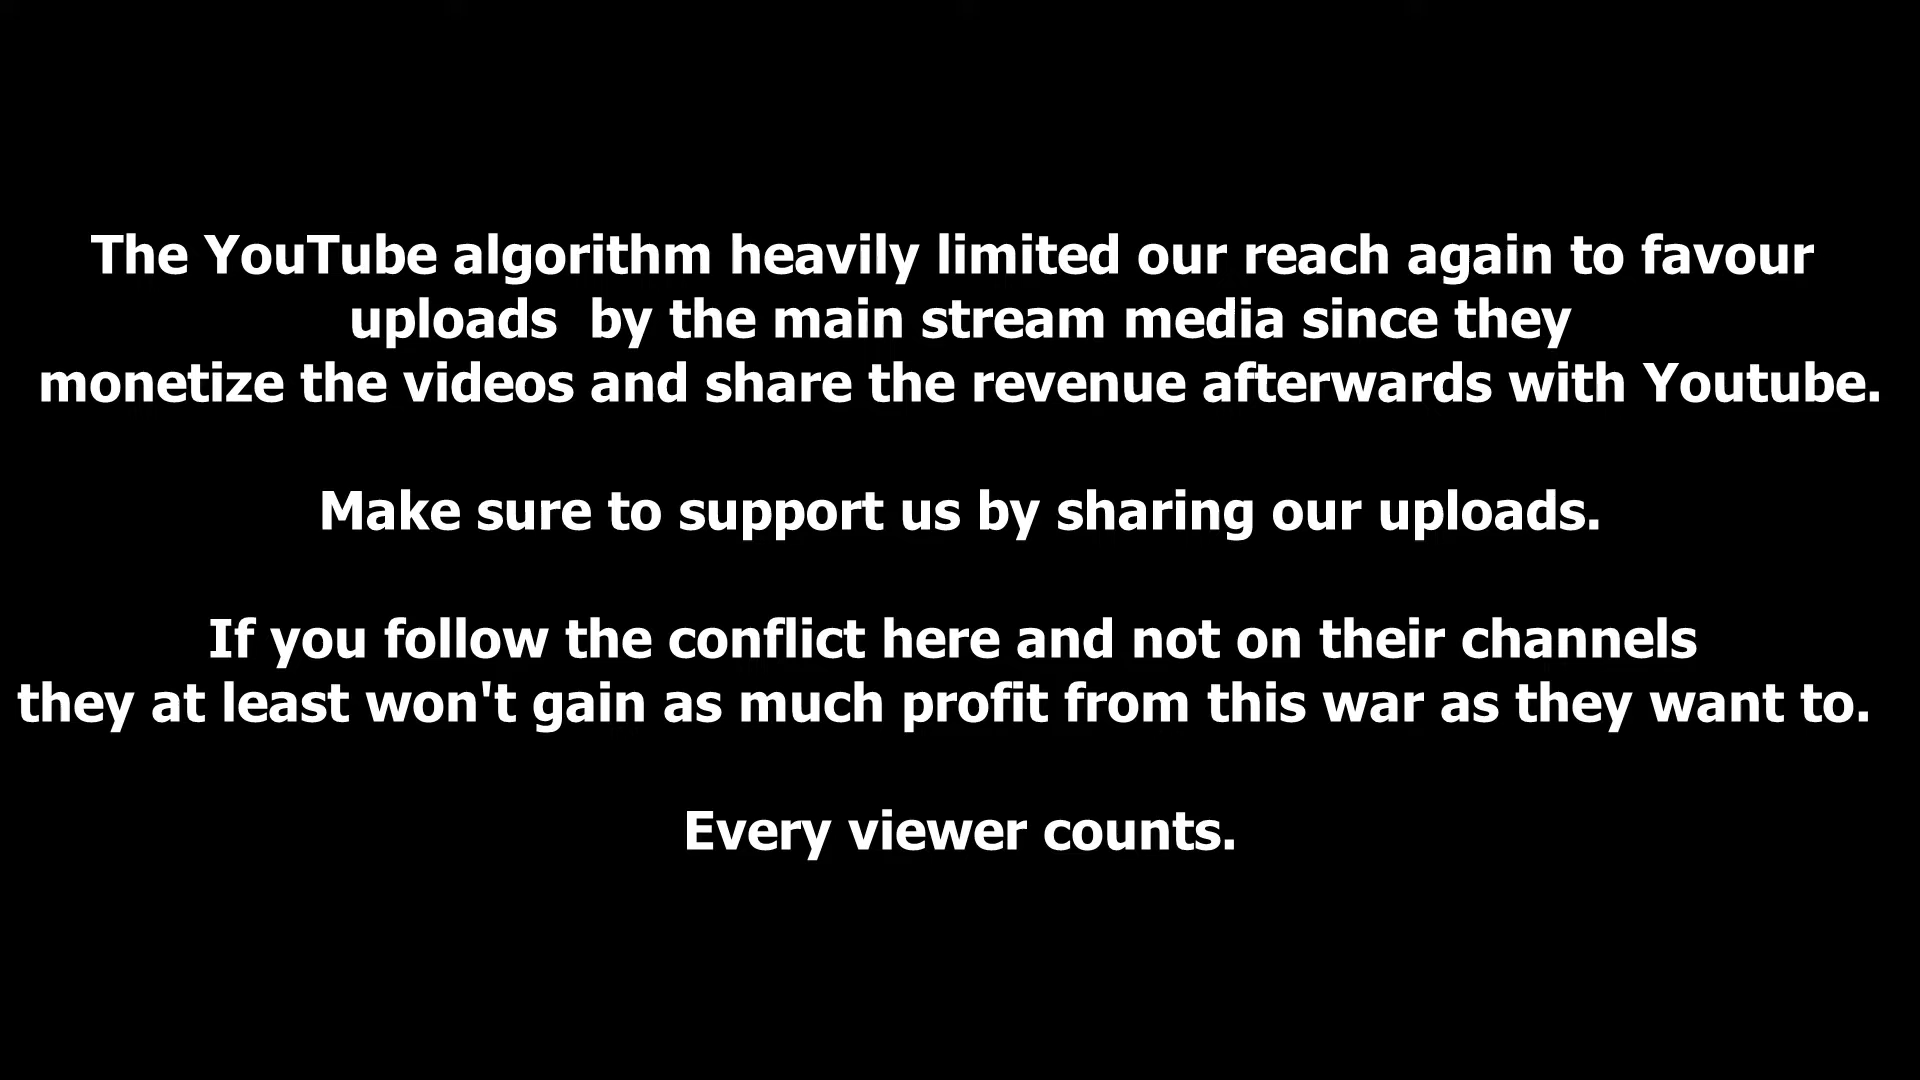 The YouTube algorithm heavily limited our reach again to favour
uploads  by the main stream media since they
monetize the videos and share the revenue afterwards with Youtube.
Make sure to support us by sharing our uploads.
If you follow the conflict here and not on their channels
they at least won't gain as much profit from this war as they want to.
Every viewer counts.